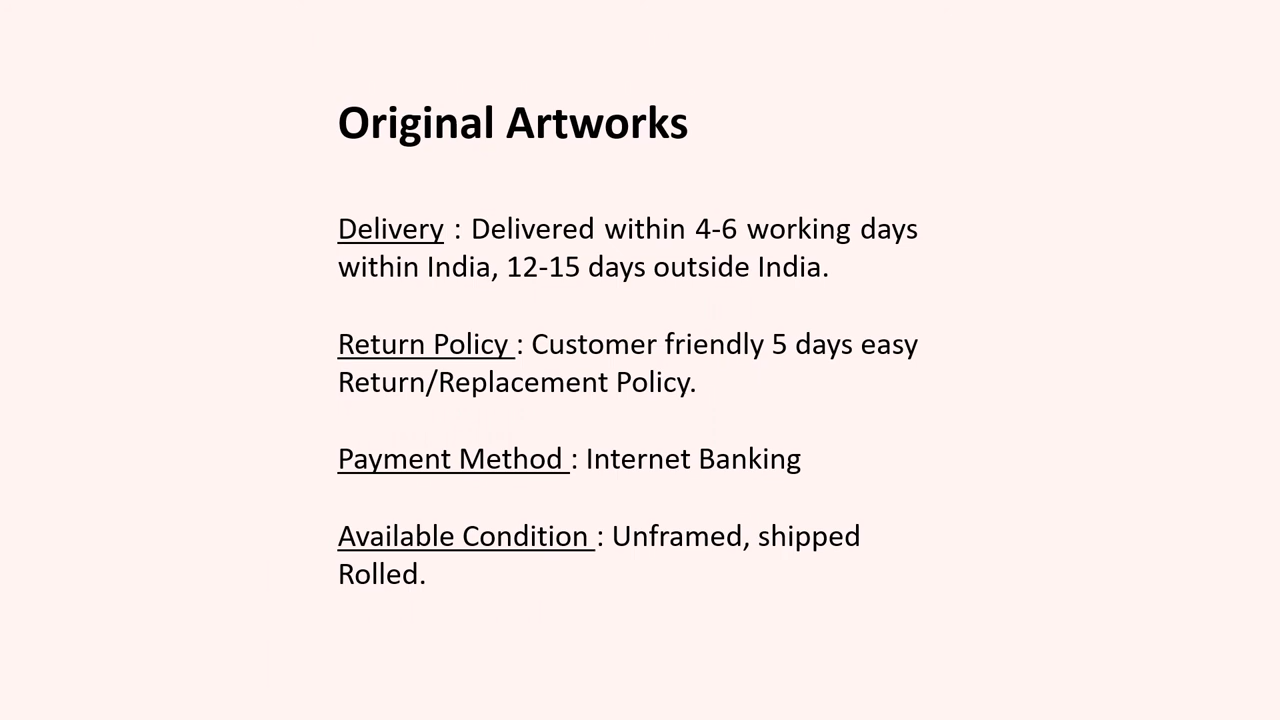 Original Artworks
Delivery : Delivered within 4-6 working days
within India, 12-15 days outside India.
Return Policy : Customer friendly 5 days easy
Return/Replacement Policy.
Payment Method : Internet Banking
Available Condition : Unframed, shipped
Rolled.